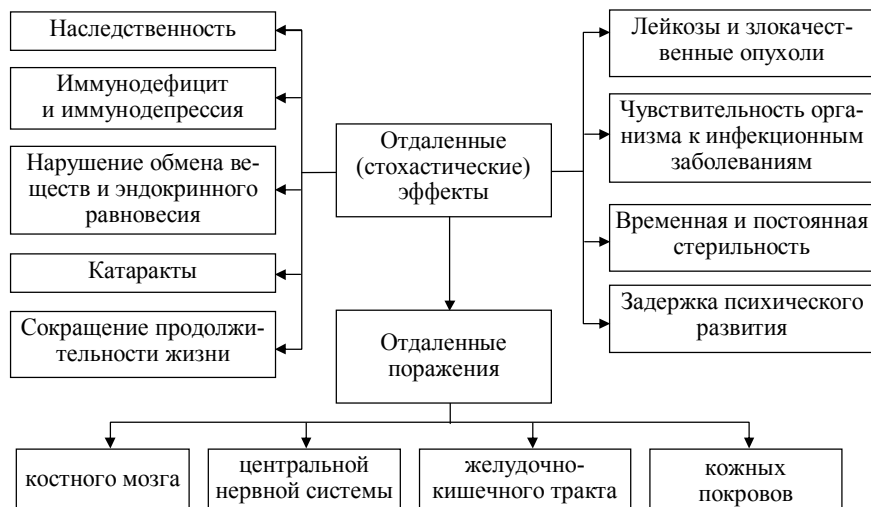 Наследственность
Иммунодефицит
и иммунодепрессия
Нарушение обмена ве-
ществ и эндокринного
равновесия
Катаракты
Сокращение продолжи-
тельности жизни
Отдаленные
(стохастические)
эффекты
Отдаленные
поражения
Лейкозы и злокачест-
венные опухоли
Чувствительность орга-
низма к инфекционным
заболеваниям
Временная и постоянная
стерильность
Задержка психического
развития
костного мозга
центральной
нервной системы
желудочно-
кишечного тракта
кожных
покровов